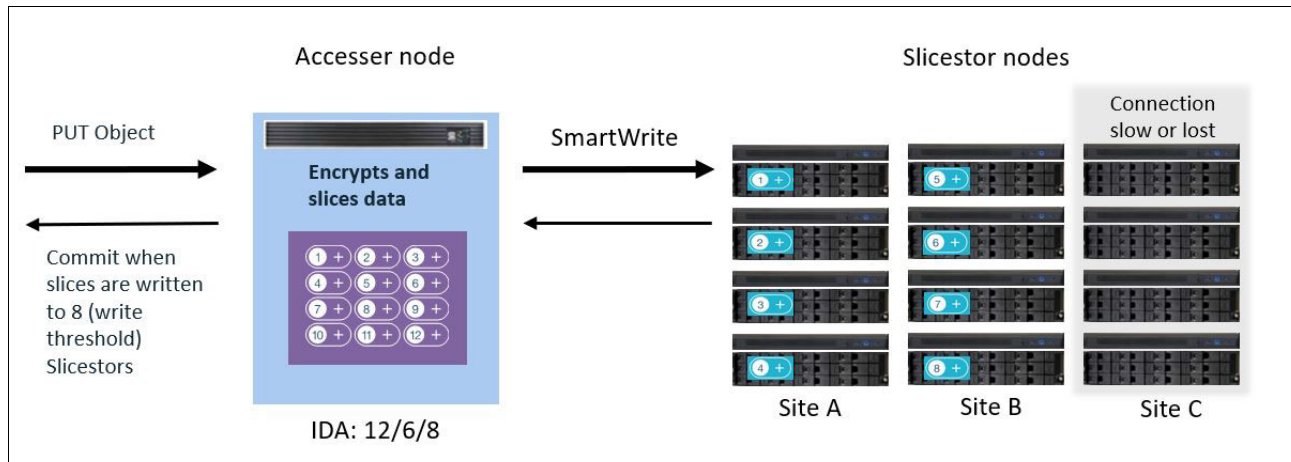 Accesser node
Slicestor nodes
PUT Object
Commit when
slices are written
to 8 (write
threshold)
Slicestors
Encrypts and
slices data
1 + 2 + 3 +
4 + 5 + 6 +
7 + 8 + 9 +
10 + 11 + 12 +
IDA: 12/6/8
SmartWrite
1 +
2 +
3 +
4 +
Site A
5 +
6 +
7 +
8 +
Site B
Connection
slow or lost
Site C